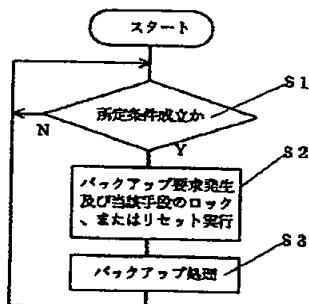 スタート
S1
所定条件成立か
N
Y
S2
バックアップ要求発生
及び当該手段のロック
、またはリセット実行
S3
バックアップ処理